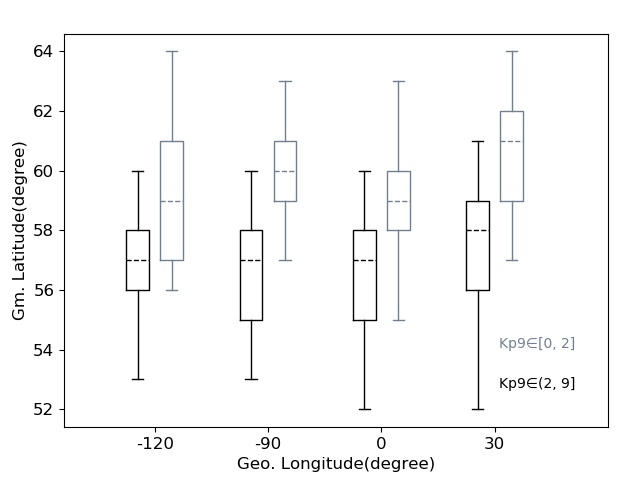 64
62
60
58
56
54
52
Gm. Latitude(degree)
Kp9∈[0, 2]
Kp9∈(2, 9]
-120
-90
0
30
Geo. Longitude(degree)